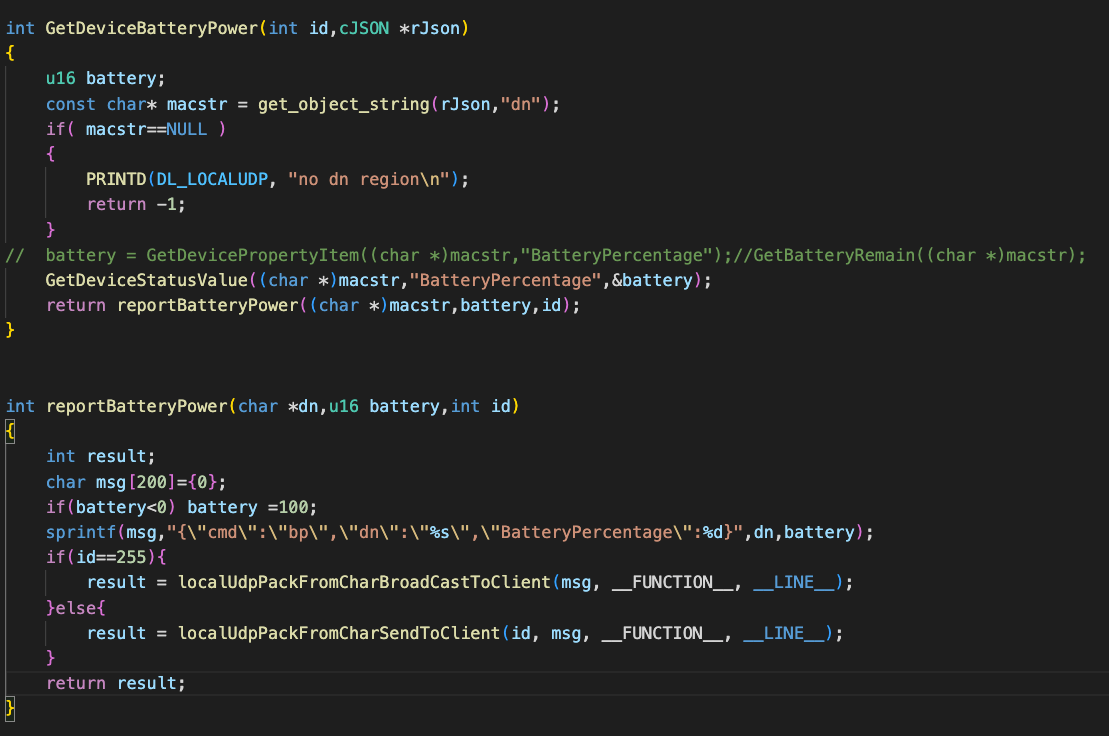 int GetDeviceBatteryPower(int id,cJSON *rJson)
{
    u16 battery;
    const char* macstr = get_object_string(rJson,"dn");
    if( macstr==NULL )
    {
        PRINTD(DL_LOCALUDP, "no dn region\n");
        return -1;
    }
//  battery = GetDevicePropertyItem((char *)macstr,"BatteryPercentage");//GetBatteryRemain((char *)macstr);
    GetDeviceStatusValue((char *)macstr,"BatteryPercentage",&battery);
    return reportBatteryPower((char *)macstr,battery,id);
}
int reportBatteryPower(char *dn,u16 battery,int id)
{
    int result;
    char msg[200]={0};
    if(battery<0) battery =100;
    sprintf(msg,"{\"cmd\":\"bp\",\"dn\":\"%s\",\"BatteryPercentage\":%d}",dn,battery);
    if(id==255){
        result = localUdpPackFromCharBroadCastToClient(msg, __FUNCTION__, __LINE__);
    }else{
        result = localUdpPackFromCharSendToClient(id, msg, __FUNCTION__, __LINE__);
    }
    return result;
}